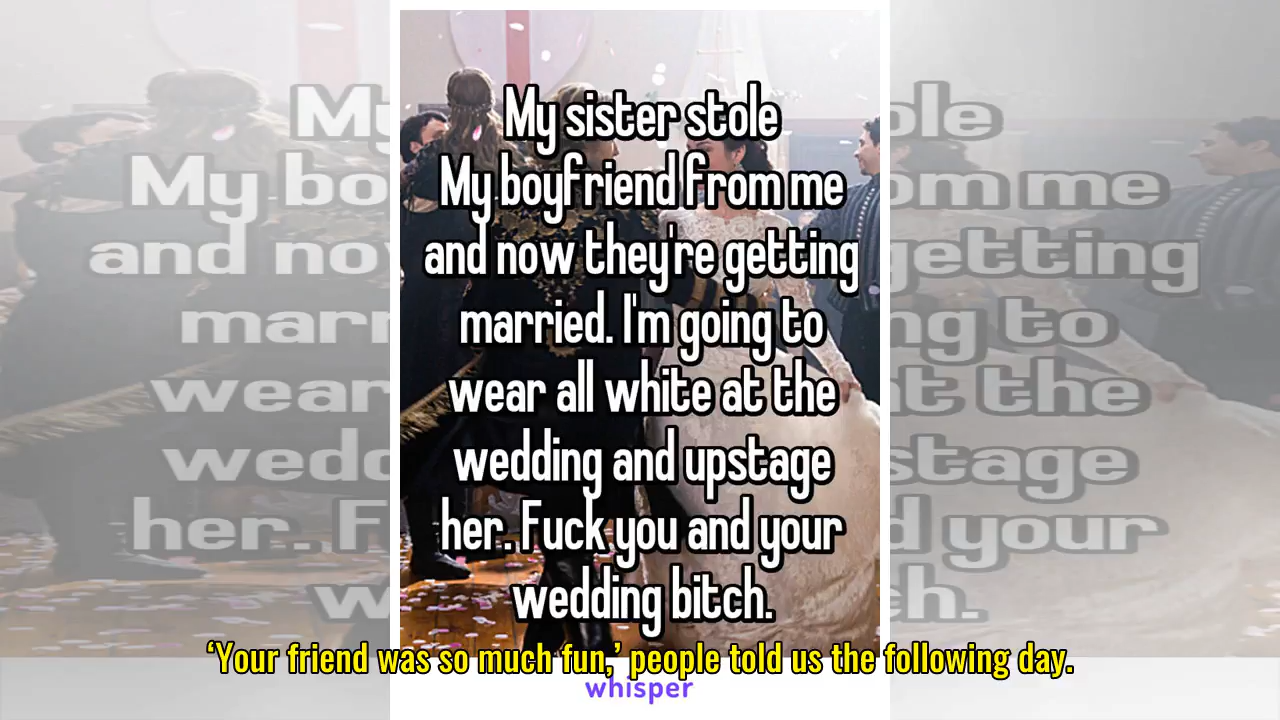 My sister stole
My boyfriend from me
and now they're getting
married. I'm going to
wear all white at the
wedding and upstage
her. Fuck you and your
wedding bitch.
‘Your friend was so much fun,’ people told us the following day.
whisper